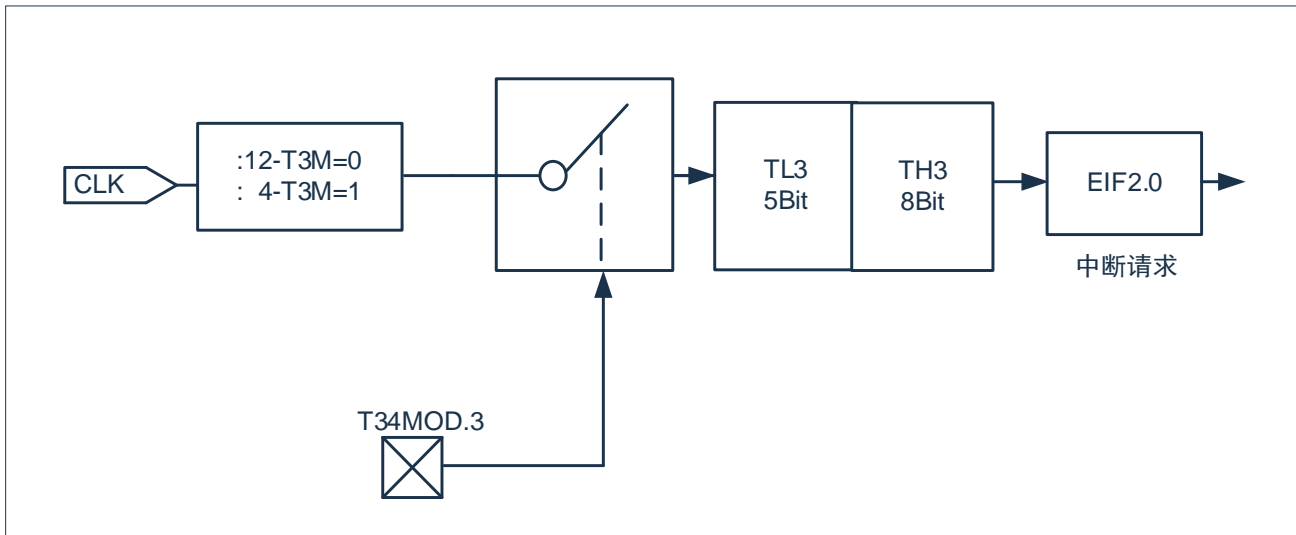 CLK
:12-T3M=0
: 4-T3M=1
TL3
5Bit
TH3
8Bit
EIF2.0
中断请求
T34MOD.3